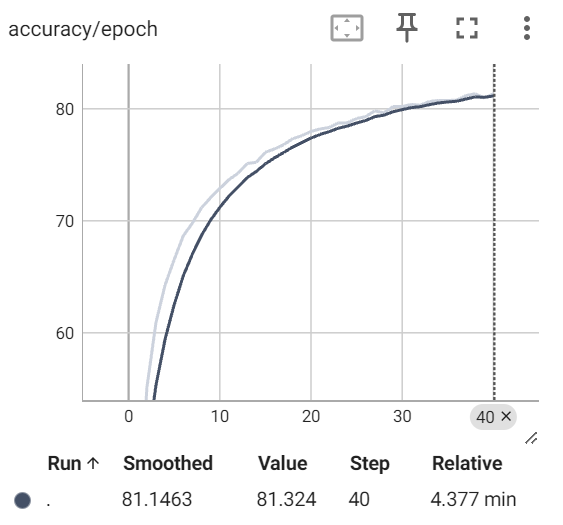 accuracy/epoch
80
70
60
0 10 20 30 40 ✕
Run ↑ Smoothed Value Step Relative
. 81.1463 81.324 40 4.377 min